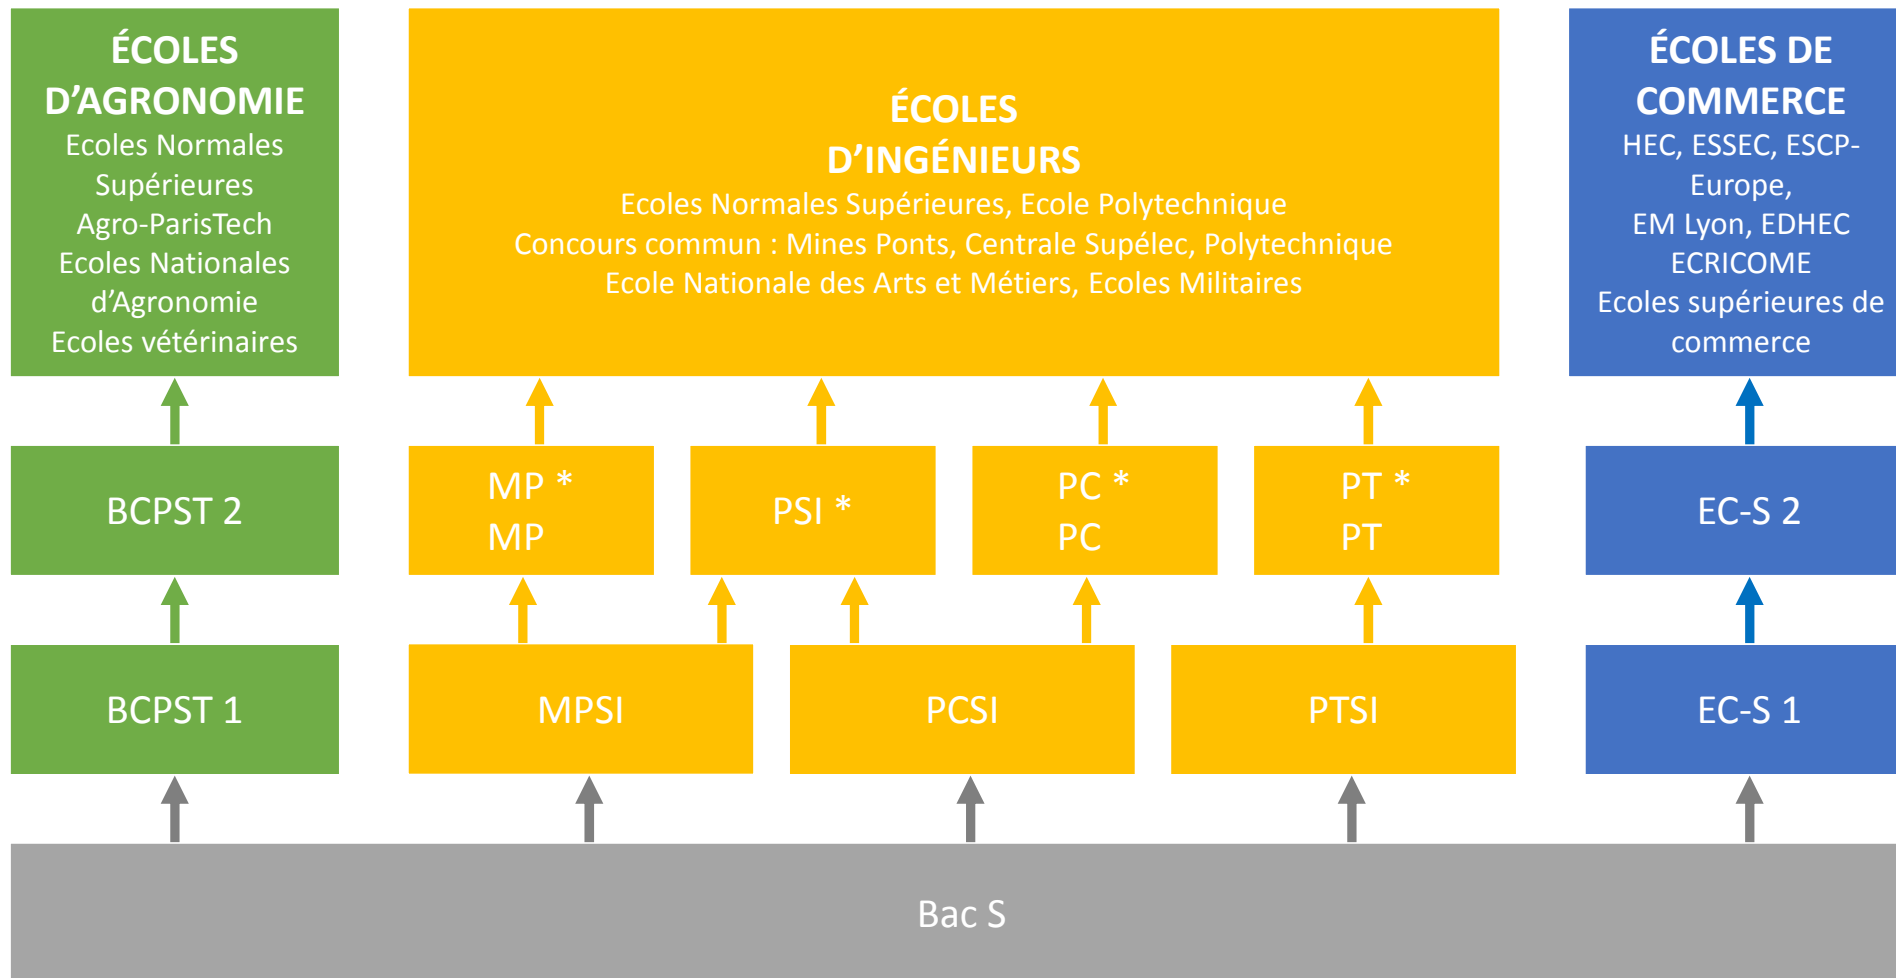 ÉCOLES
D'AGRONOMIE
Ecoles Normales
Supérieures
Agro-ParisTech
Ecoles Nationales
d'Agronomie
Ecoles vétérinaires
ÉCOLES
D'INGÉNIEURS
Ecoles Normales Supérieures, Ecole Polytechnique
Concours commun : Mines Ponts, Centrale Supélec, Polytechnique
Ecole Nationale des Arts et Métiers, Ecoles Militaires
ÉCOLES DE
COMMERCE
HEC, ESSEC, ESCP-
Europe,
EM Lyon, EDHEC
ECRICOME
Ecoles supérieures de
commerce
BCPST 2
MP *
MP
PSI *
PC *
PC
PT *
PT
EC-S 2
BCPST 1
MPSI
PCSI
PTSI
EC-S 1
Bac S